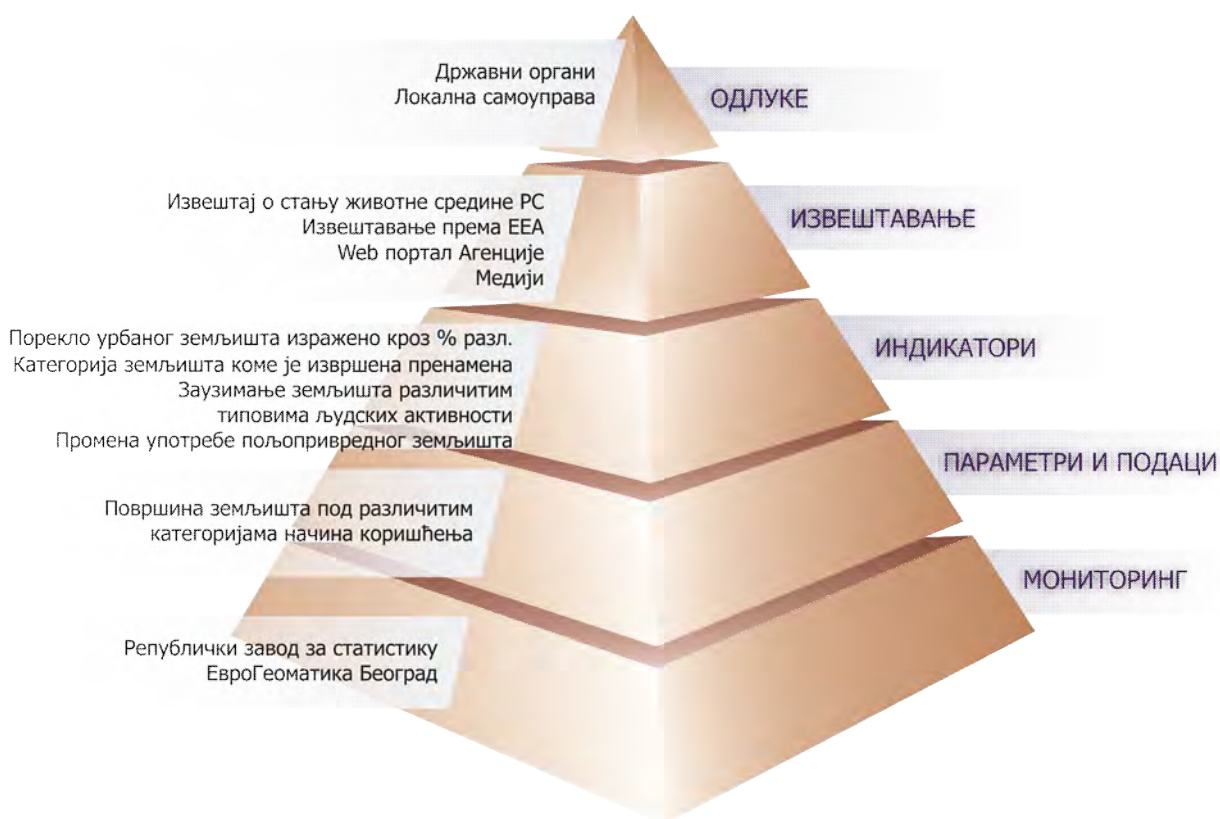 Државни органи
Локална самоуправа
ОДЛУКЕ
Извештај о стању животне средине РС
Извештавање према ЕЕА
Web портал Агенције
Медији
ИЗВЕШТАВАЊЕ
Порекло урбаног земљишта изражено кроз % разл.
Категорија земљишта коме је извршена пренамена
Заузимање земљишта различитим
типовима људских активности
Промена употребе пољопривредног земљишта
ИНДИКАТОРИ
Површина земљишта под различитим
категоријама начина коришћења
ПАРАМЕТРИ И ПОДАЦИ
Републички завод за статистику
ЕвроГеоматика Београд
МОНИТОРИНГ